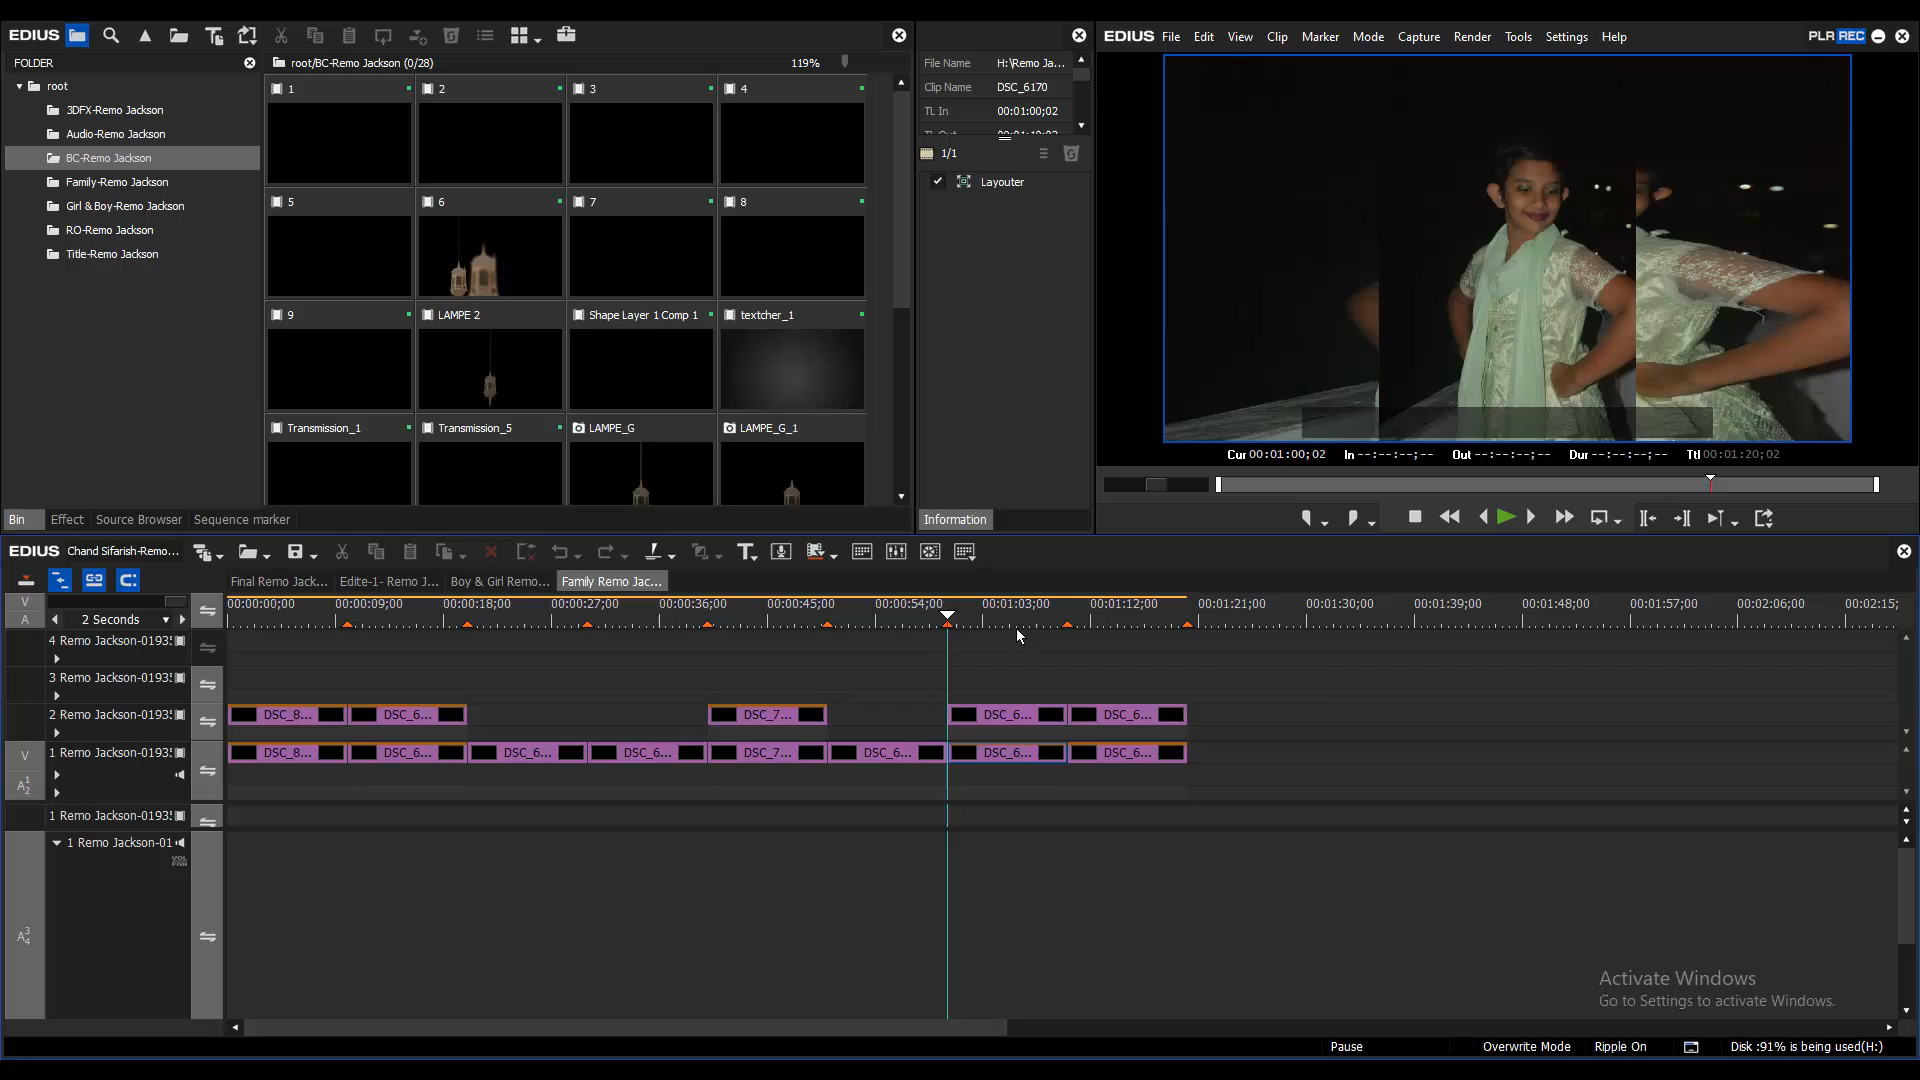 EDIUS
FOLDER
root
3DFX-Remo Jackson
Audio-Remo Jackson
BC-Remo Jackson
Family-Remo Jackson
Girl & Boy-Remo Jackson
RO-Remo Jackson
Title-Remo Jackson
root/BC-Remo Jackson (0/28) 119%
1 2 3 4
5 6 7 8
9 LAMPE 2 Shape Layer 1 Comp 1 textcher_1
Transmission_1 Transmission_5 LAMPE_G LAMPE_G_1
Bin Effect Source Browser Sequence marker
File Name H:\Remo Ja...
Clip Name DSC_6170
TL In 00:01:00;02
1/1
Layouter
Information
EDIUS File Edit View Clip Marker Mode Capture Render Tools Settings Help PLR REC
Cur 00:01:00;02 In --:--:--;-- Out --:--:--;-- Dur --:--:--;-- Ttl 00:01:20;02
EDIUS Chand Sifarish-Remo...
Final Remo Jack... Edite-1- Remo J... Boy & Girl Remo... Family Remo Jac...
V
A
2 Seconds
00:00:00;00 00:00:09;00 00:00:18;00 00:00:27;00 00:00:36;00 00:00:45;00 00:00:54;00 00:01:03;00 00:01:12;00 00:01:21;00 00:01:30;00 00:01:39;00 00:01:48;00 00:01:57;00 00:02:06;00 00:02:15;
4 Remo Jackson-0193
3 Remo Jackson-0193
2 Remo Jackson-0193 DSC_8... DSC_6... DSC_7... DSC_6... DSC_6...
V 1 Remo Jackson-0193 DSC_8... DSC_6... DSC_6... DSC_6... DSC_7... DSC_6... DSC_6... DSC_6...
A 1 2
1 Remo Jackson-0193
1 Remo Jackson-01
VOL
PAN
A 3 4
Activate Windows
Go to Settings to activate Windows.
Pause Overwrite Mode Ripple On Disk :91% is being used(H:)